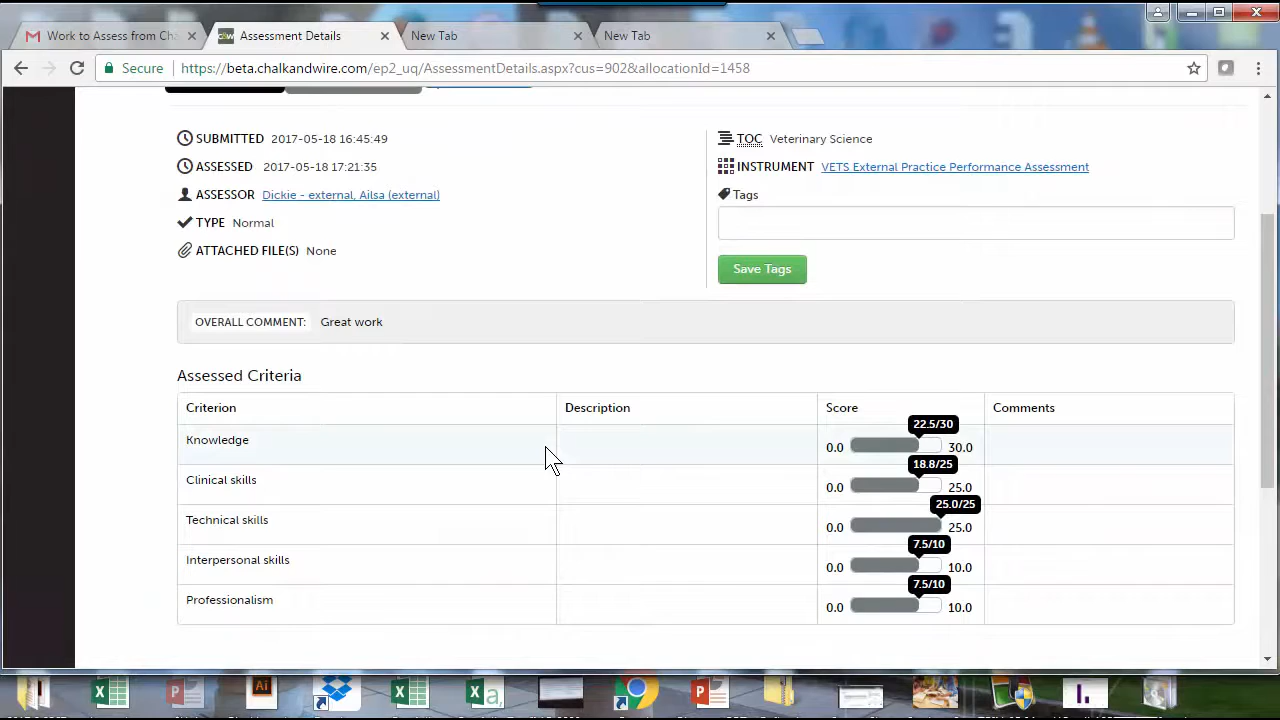 Work to Assess from Cha
Assessment Details
New Tab
New Tab
Secure https://beta.chalkandwire.com/ep2_uq/AssessmentDetails.aspx?cus=902&allocationId=1458
SUBMITTED 2017-05-18 16:45:49
ASSESSED 2017-05-18 17:21:35
ASSESSOR Dickie - external, Ailsa (external)
TYPE Normal
ATTACHED FILE(S) None
TOC Veterinary Science
INSTRUMENT VETS External Practice Performance Assessment
Tags
Save Tags
OVERALL COMMENT: Great work
Assessed Criteria
Criterion Description Score Comments
Knowledge 0.0 22.5/30 30.0
Clinical skills 0.0 18.8/25 25.0
Technical skills 0.0 25.0/25 25.0
Interpersonal skills 0.0 7.5/10 10.0
Professionalism 0.0 7.5/10 10.0